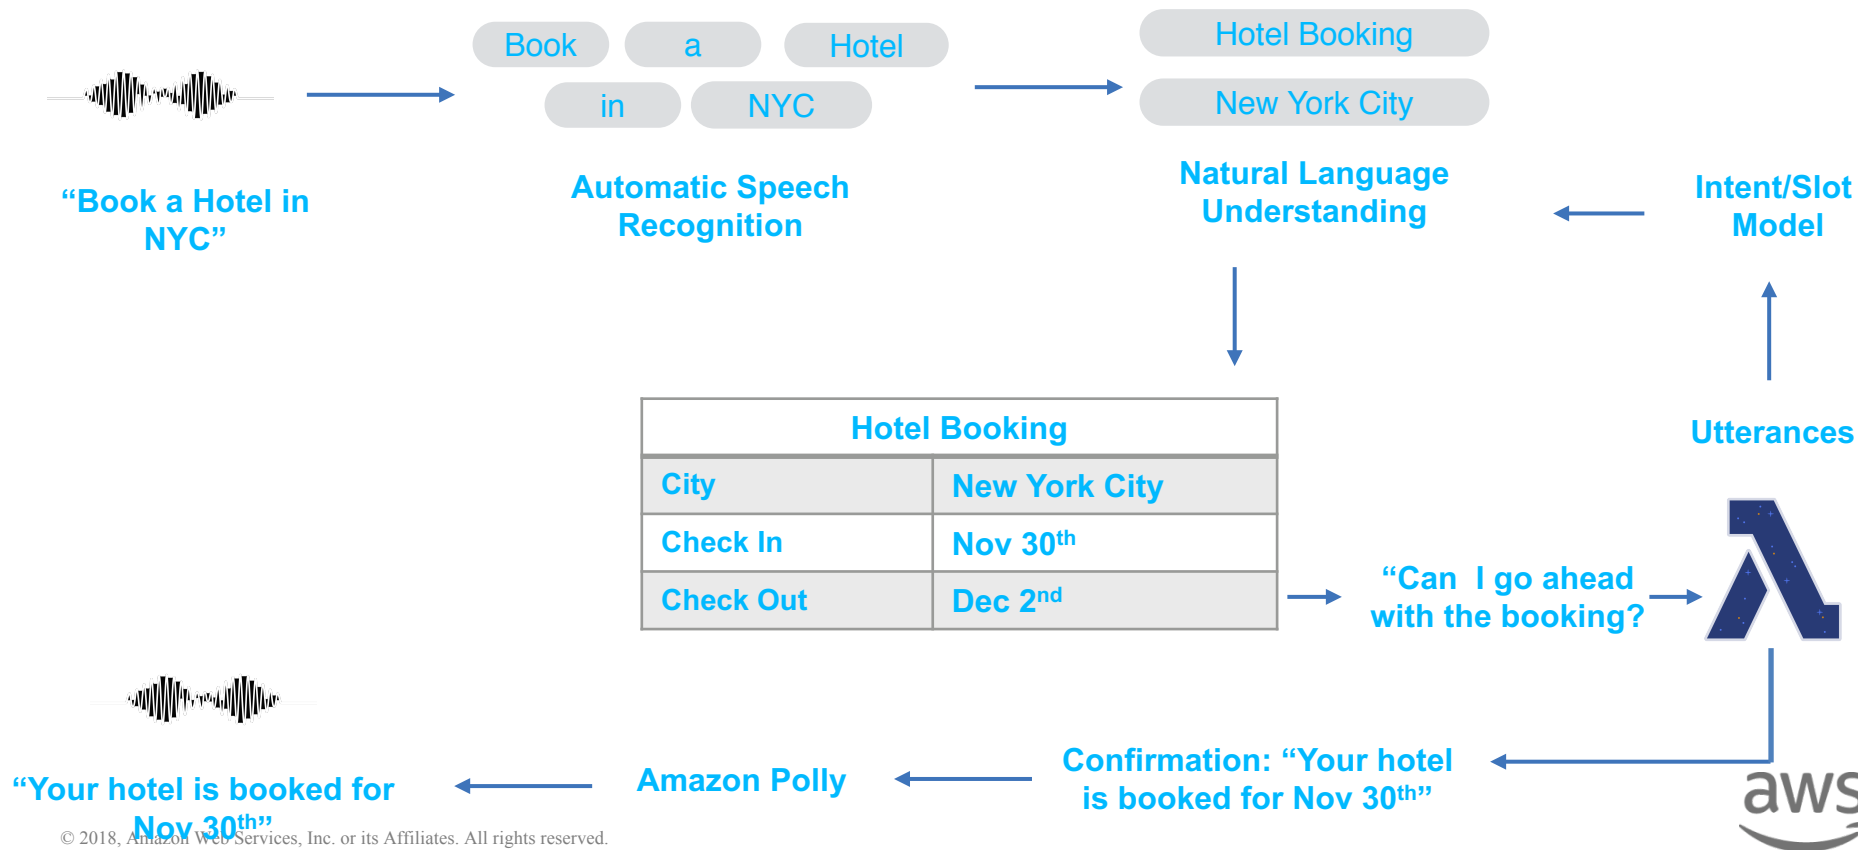 Book a Hotel
in NYC
Hotel Booking
New York City
“Book a Hotel in
NYC”
Automatic Speech
Recognition
Natural Language
Understanding
Intent/Slot
Model
Utterances
Hotel Booking
City New York City
Check In Nov 30th
Check Out Dec 2nd
“Can I go ahead
with the booking?
Confirmation: “Your hotel
is booked for Nov 30th”
Amazon Polly
“Your hotel is booked for
Nov 30th”
© 2018, Amazon Web Services, Inc. or its Affiliates. All rights reserved.
aws